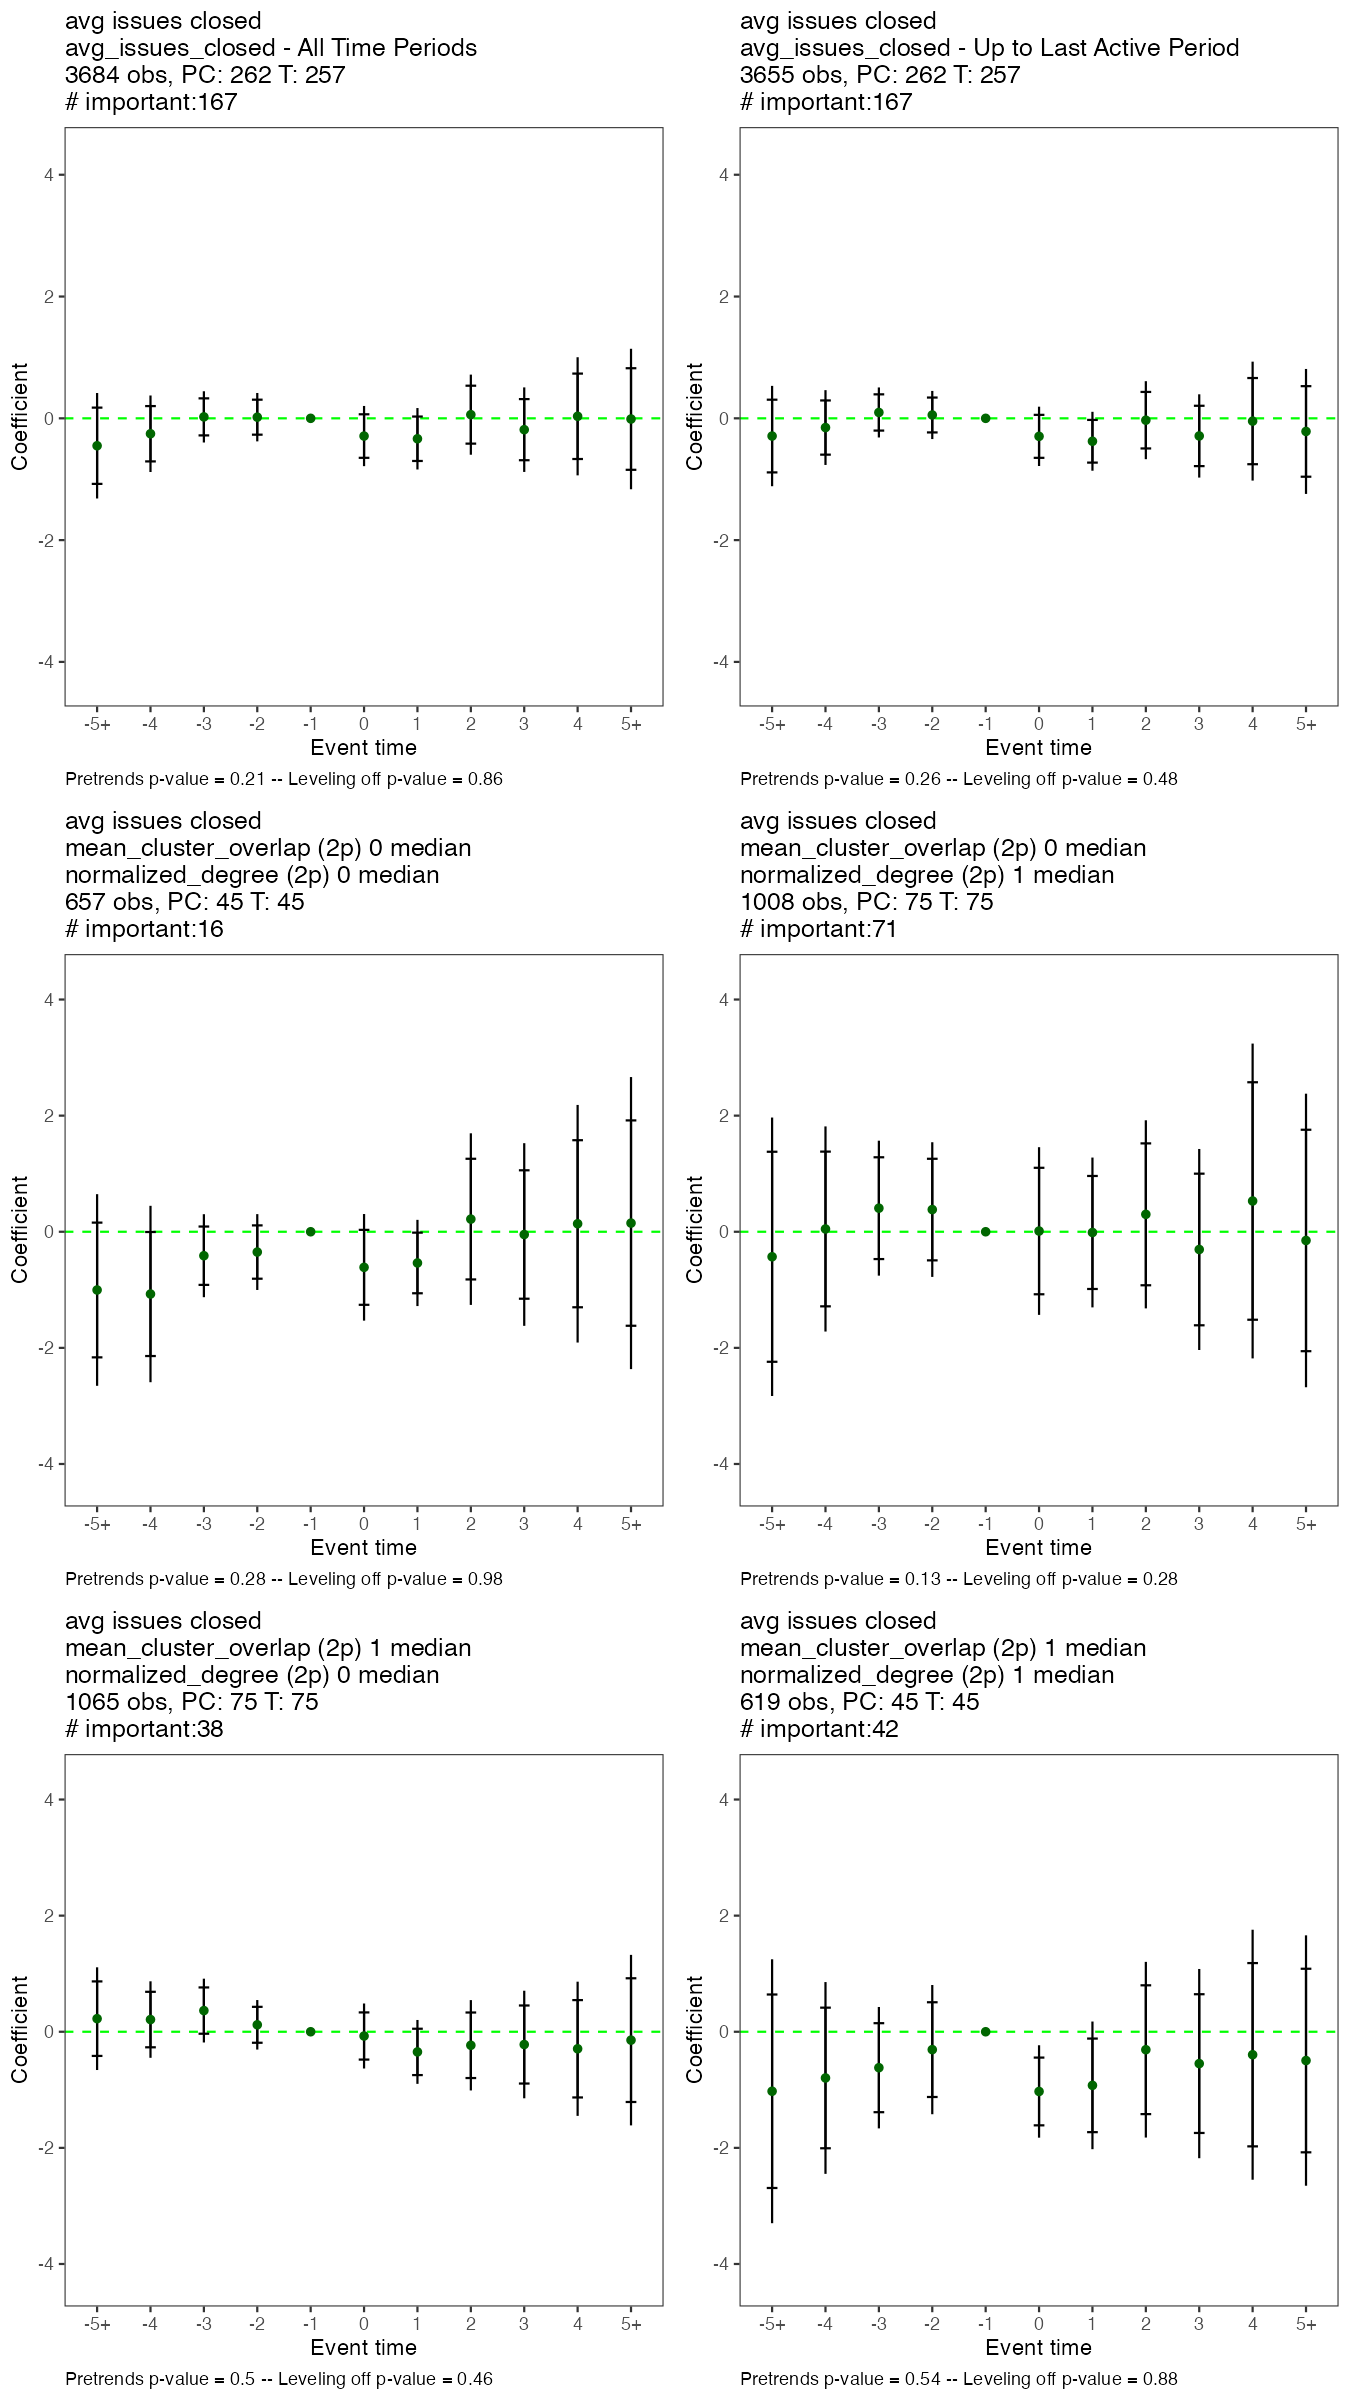 avg issues closed
avg_issues_closed - All Time Periods
3684 obs, PC: 262 T: 257
# important:167
4
2
0
-2
-4
Coefficient
-5+ -4 -3 -2 -1 0 1 2 3 4 5+
Event time
Pretrends p-value = 0.21 -- Leveling off p-value = 0.86
avg issues closed
avg_issues_closed - Up to Last Active Period
3655 obs, PC: 262 T: 257
# important:167
4
2
0
-2
-4
Coefficient
-5+ -4 -3 -2 -1 0 1 2 3 4 5+
Event time
Pretrends p-value = 0.26 -- Leveling off p-value = 0.48
avg issues closed
mean_cluster_overlap (2p) 0 median
normalized_degree (2p) 0 median
657 obs, PC: 45 T: 45
# important:16
4
2
0
-2
-4
Coefficient
-5+ -4 -3 -2 -1 0 1 2 3 4 5+
Event time
Pretrends p-value = 0.28 -- Leveling off p-value = 0.98
avg issues closed
mean_cluster_overlap (2p) 0 median
normalized_degree (2p) 1 median
1008 obs, PC: 75 T: 75
# important:71
4
2
0
-2
-4
Coefficient
-5+ -4 -3 -2 -1 0 1 2 3 4 5+
Event time
Pretrends p-value = 0.13 -- Leveling off p-value = 0.28
avg issues closed
mean_cluster_overlap (2p) 1 median
normalized_degree (2p) 0 median
1065 obs, PC: 75 T: 75
# important:38
4
2
0
-2
-4
Coefficient
-5+ -4 -3 -2 -1 0 1 2 3 4 5+
Event time
Pretrends p-value = 0.5 -- Leveling off p-value = 0.46
avg issues closed
mean_cluster_overlap (2p) 1 median
normalized_degree (2p) 1 median
619 obs, PC: 45 T: 45
# important:42
4
2
0
-2
-4
Coefficient
-5+ -4 -3 -2 -1 0 1 2 3 4 5+
Event time
Pretrends p-value = 0.54 -- Leveling off p-value = 0.88